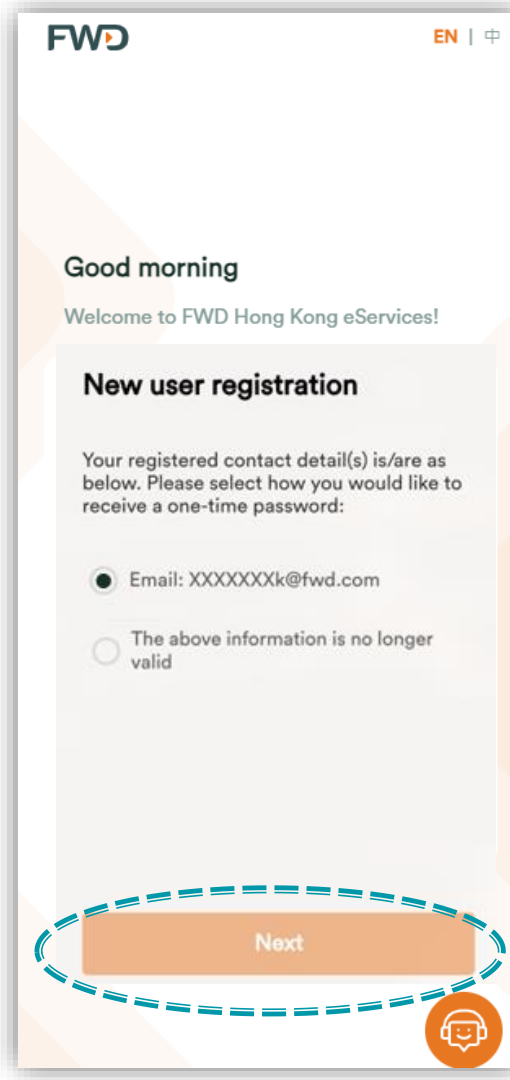 FWD
EN | 中
Good morning
Welcome to FWD Hong Kong eServices!
New user registration
Your registered contact detail(s) is/are as
below. Please select how you would like to
receive a one-time password:
Email: XXXXXXXk@fwd.com
The above information is no longer
valid
Next